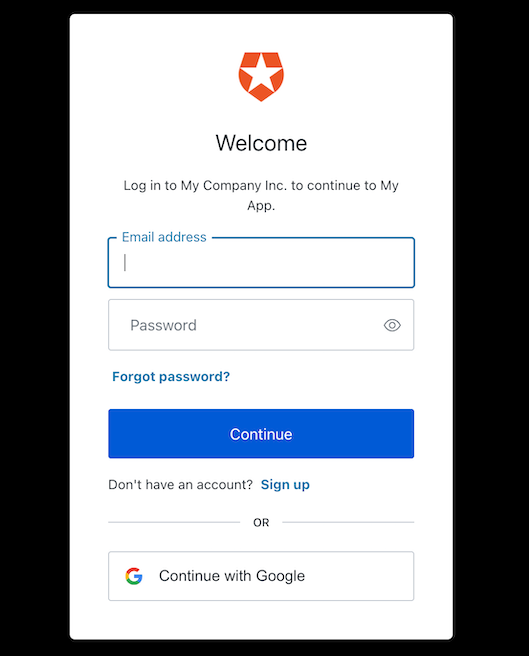 Welcome
Log in to My Company Inc. to continue to My
App.
Email address
Password
Forgot password?
Continue
Don't have an account? Sign up
OR
Continue with Google